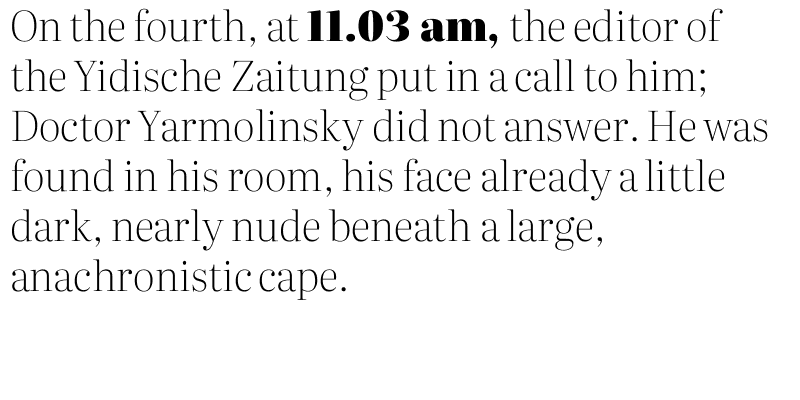 On the fourth, at 11.03 am, the editor of
the Yidische Zaitung put in a call to him;
Doctor Yarmolinsky did not answer. He was
found in his room, his face already a little
dark, nearly nude beneath a large,
anachronistic cape.